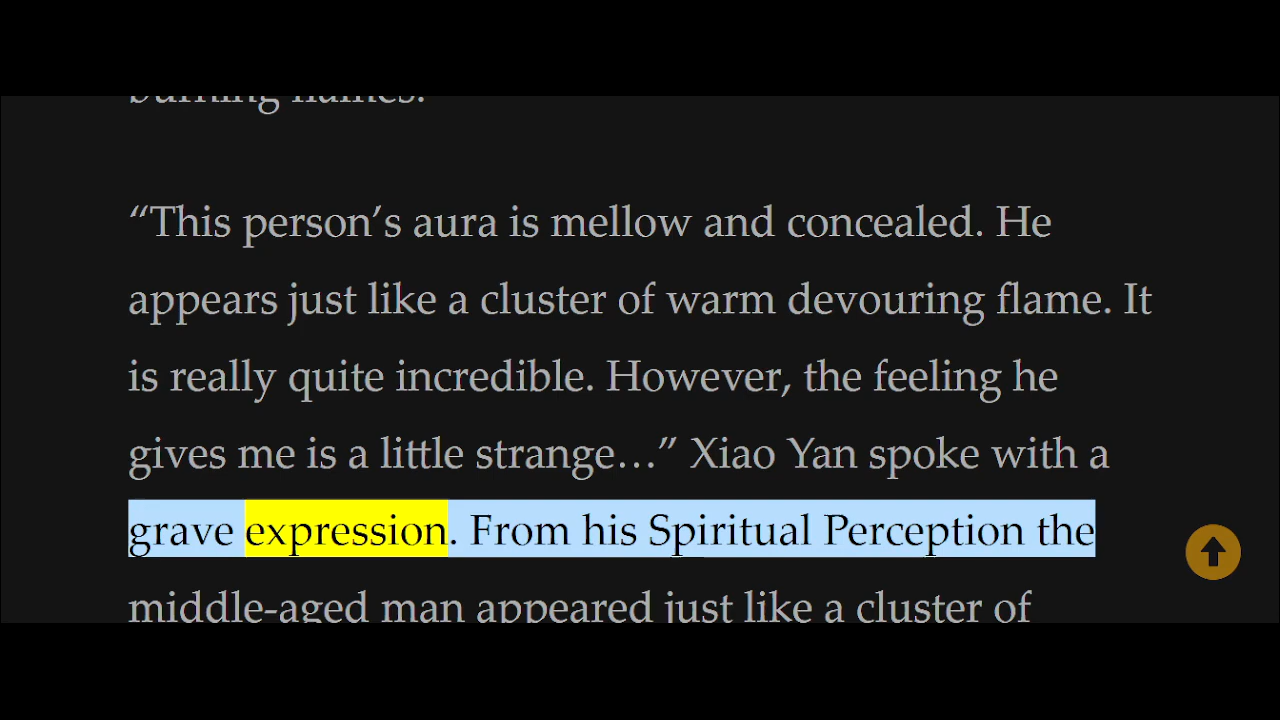 burning flames.
“This person’s aura is mellow and concealed. He
appears just like a cluster of warm devouring flame. It
is really quite incredible. However, the feeling he
gives me is a little strange…” Xiao Yan spoke with a
grave expression. From his Spiritual Perception the
middle-aged man appeared just like a cluster of